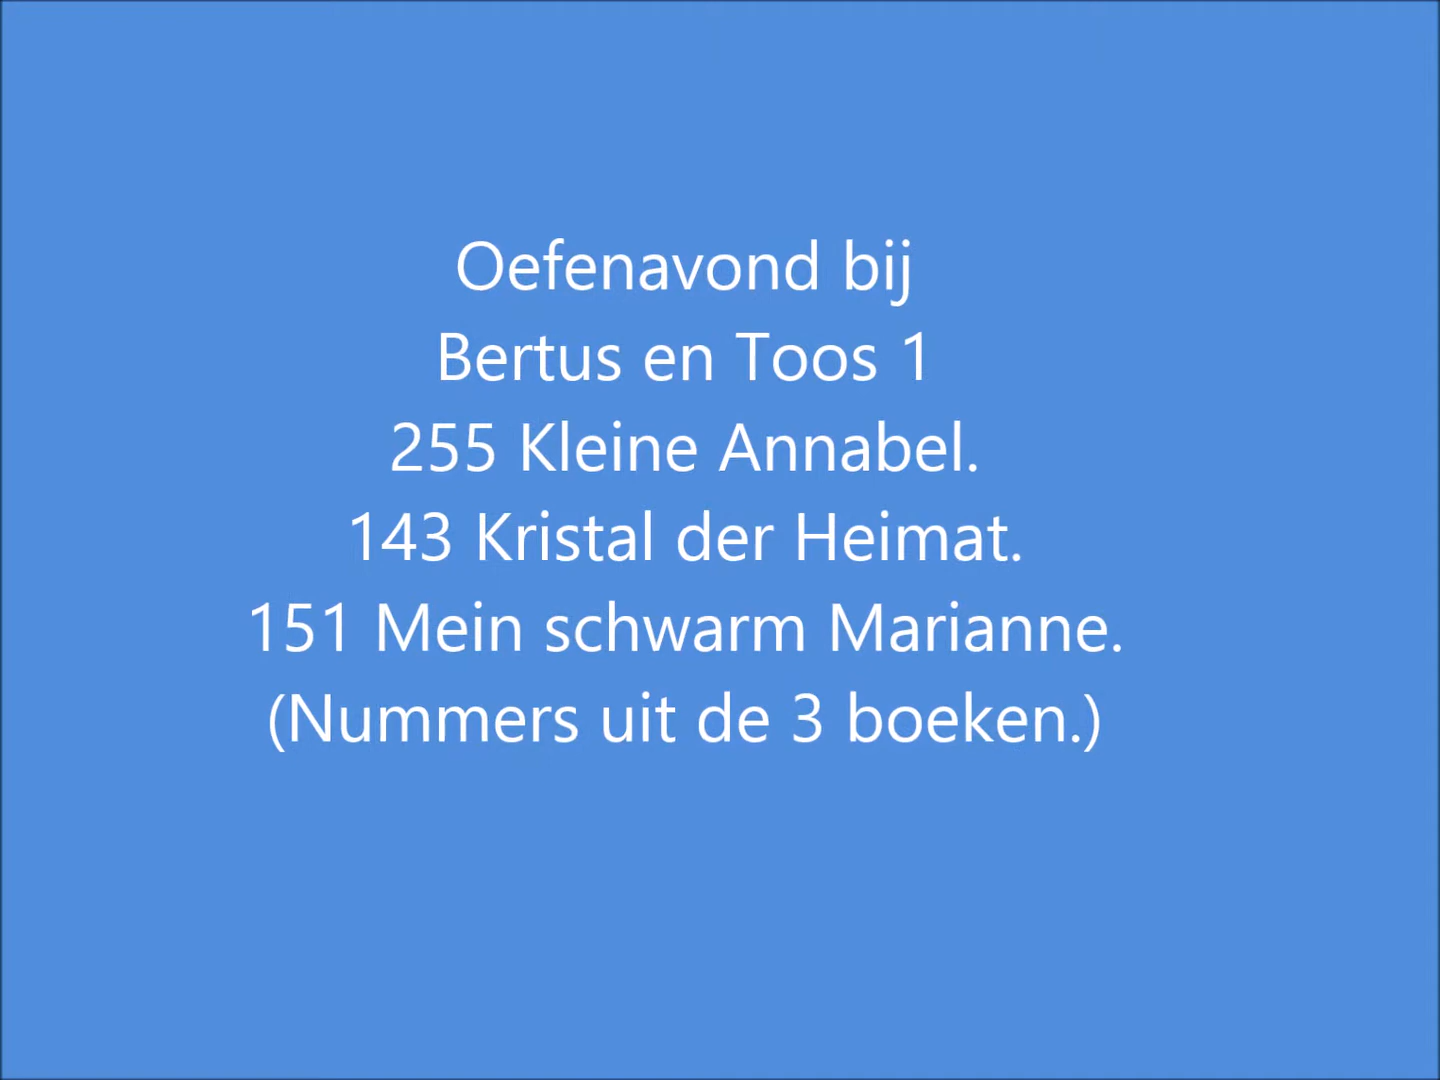 Oefenavond bij
Bertus en Toos 1
255 Kleine Annabel.
143 Kristal der Heimat.
151 Mein schwarm Marianne.
(Nummers uit de 3 boeken.)